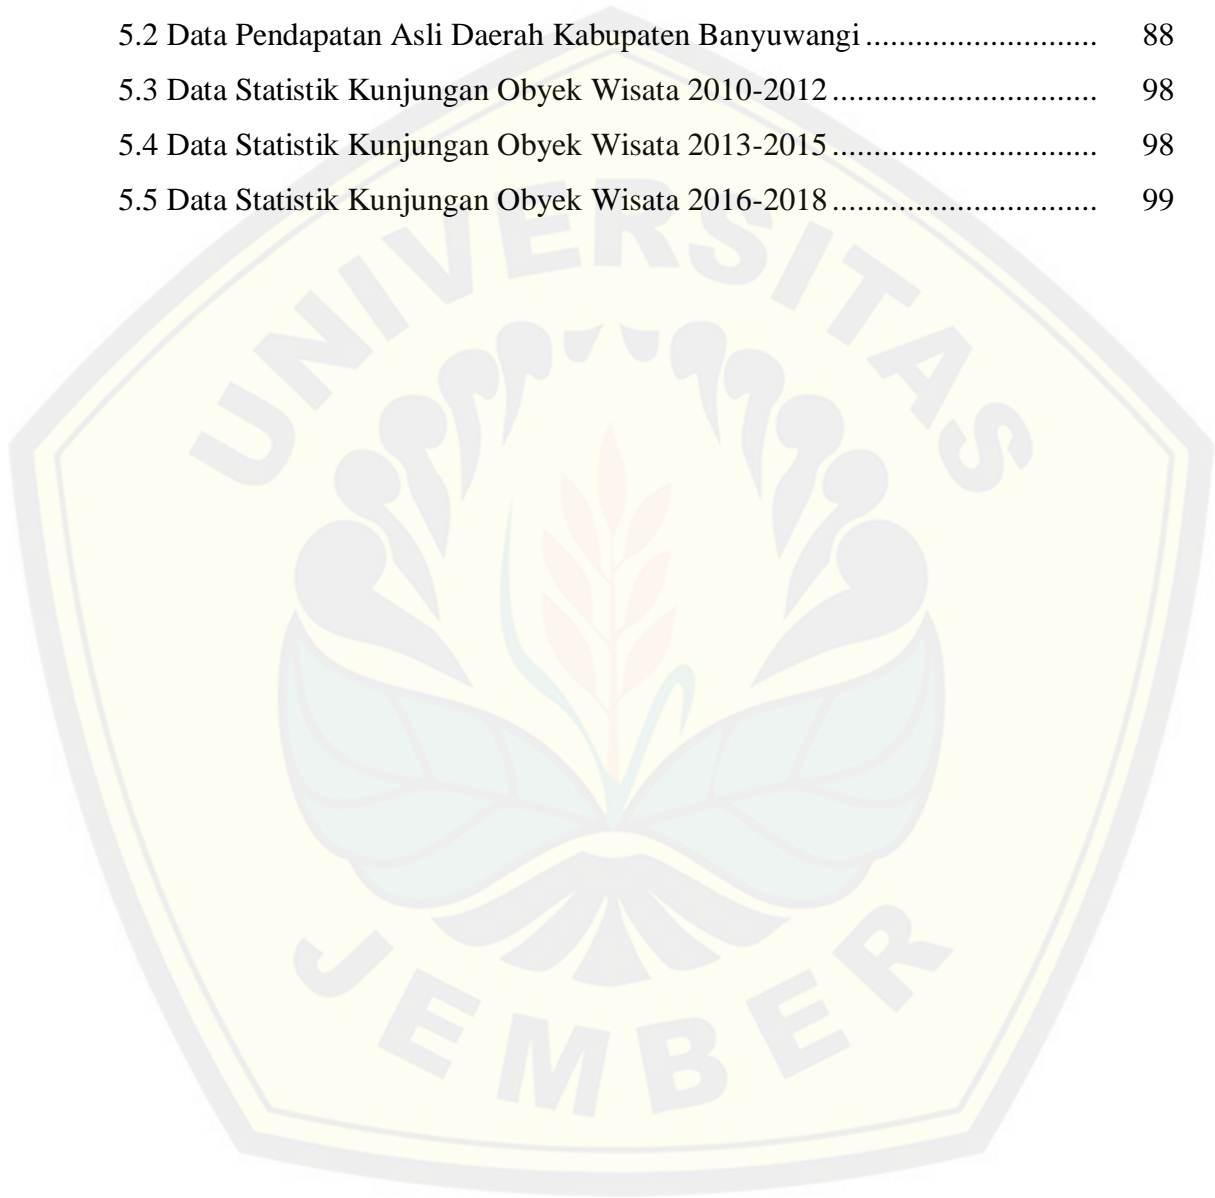 5.2 Data Pendapatan Asli Daerah Kabupaten Banyuwangi ............................ 88
5.3 Data Statistik Kunjungan Obyek Wisata 2010-2012 ................................ 98
5.4 Data Statistik Kunjungan Obyek Wisata 2013-2015 ................................ 98
5.5 Data Statistik Kunjungan Obyek Wisata 2016-2018 ................................ 99
UNIVERSITAS
JEMBER